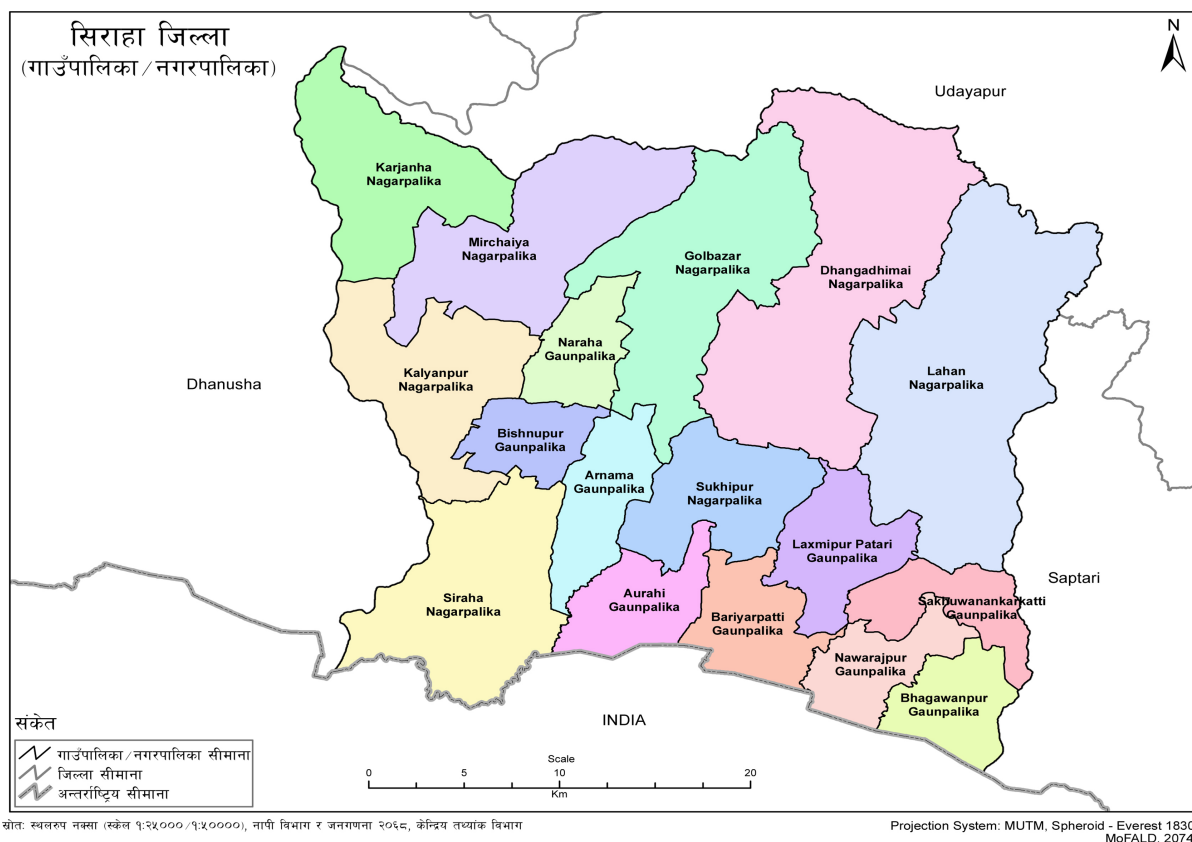 सिराहा जिल्ला
(गाउँपालिका/नगरपालिका)
N
Udayapur
Karjanha
Nagarpalika
Mirchaiya
Nagarpalika
Golbazar
Nagarpalika
Dhangadhimai
Nagarpalika
Naraha
Gaunpalika
Lahan
Nagarpalika
Dhanusha
Kalyanpur
Nagarpalika
Bishnupur
Gaunpalika
Arnama
Gaunpalika
Sukhipur
Nagarpalika
Laxmipur Patari
Gaunpalika
Saptari
Siraha
Nagarpalika
Aurahi
Gaunpalika
Bariyarpatti
Gaunpalika
Sakhuwanankarkatti
Gaunpalika
Nawarajpur
Gaunpalika
Bhagawanpur
Gaunpalika
INDIA
संकेत
गाउँपालिका/नगरपालिका सीमाना
जिल्ला सीमाना
अन्तर्राष्ट्रिय सीमाना
Scale
0 5 10 20
Km
स्रोतः स्थलरुप नक्सा (स्केल १:२५०००/१:५००००), नापी विभाग र जनगणना २०६८, केन्द्रिय तथ्यांक विभाग
Projection System: MUTM, Spheroid - Everest 1830
MoFALD, 2074